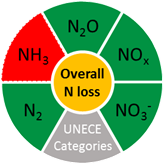 N₂O
NH₃
NOₓ
Overall
N loss
N₂
NO₃⁻
UNECE
Categories